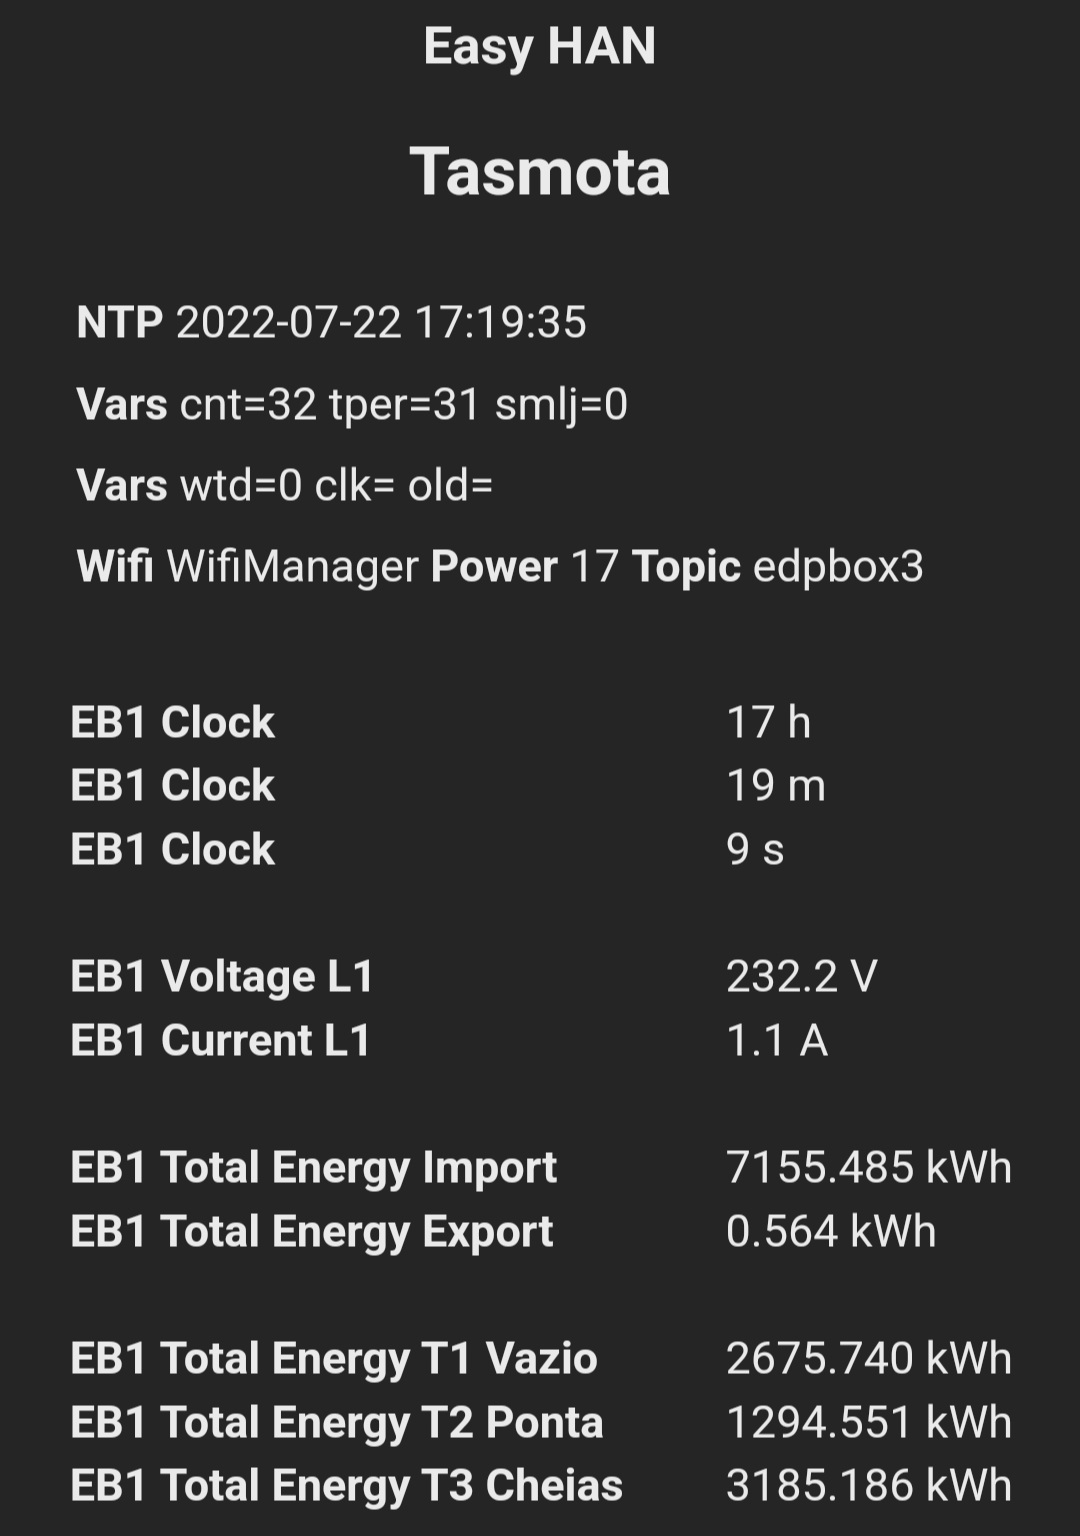 Easy HAN
Tasmota
NTP 2022-07-22 17:19:35
Vars cnt=32 tper=31 smlj=0
Vars wtd=0 clk= old=
Wifi WifiManager Power 17 Topic edpbox3
EB1 Clock 17 h
EB1 Clock 19 m
EB1 Clock 9 s
EB1 Voltage L1 232.2 V
EB1 Current L1 1.1 A
EB1 Total Energy Import 7155.485 kWh
EB1 Total Energy Export 0.564 kWh
EB1 Total Energy T1 Vazio 2675.740 kWh
EB1 Total Energy T2 Ponta 1294.551 kWh
EB1 Total Energy T3 Cheias 3185.186 kWh